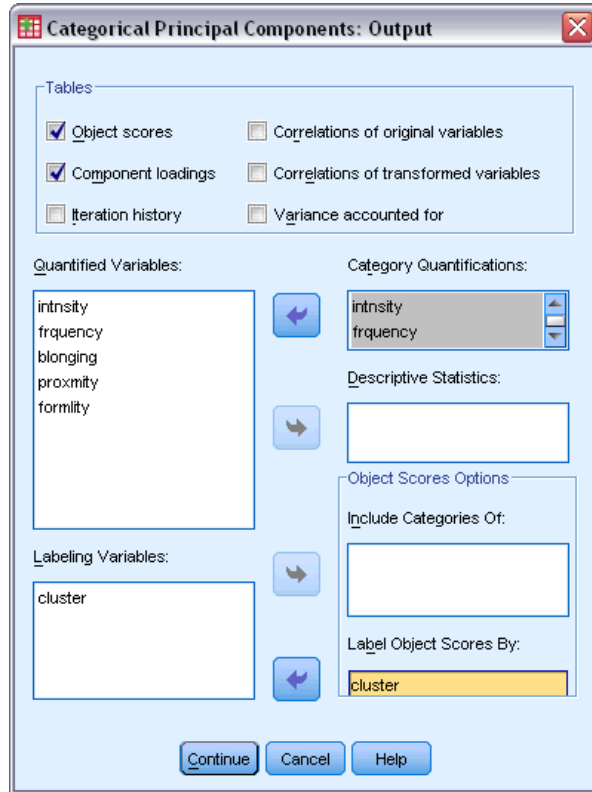 Categorical Principal Components: Output
Tables
Object scores
Correlations of original variables
Component loadings
Correlations of transformed variables
Iteration history
Variance accounted for
Quantified Variables:
intnsity
frquency
blonging
proxmity
formlity
Category Quantifications:
intnsity
frquency
Descriptive Statistics:
Object Scores Options
Include Categories Of:
Labeling Variables:
cluster
Label Object Scores By:
cluster
Continue
Cancel
Help